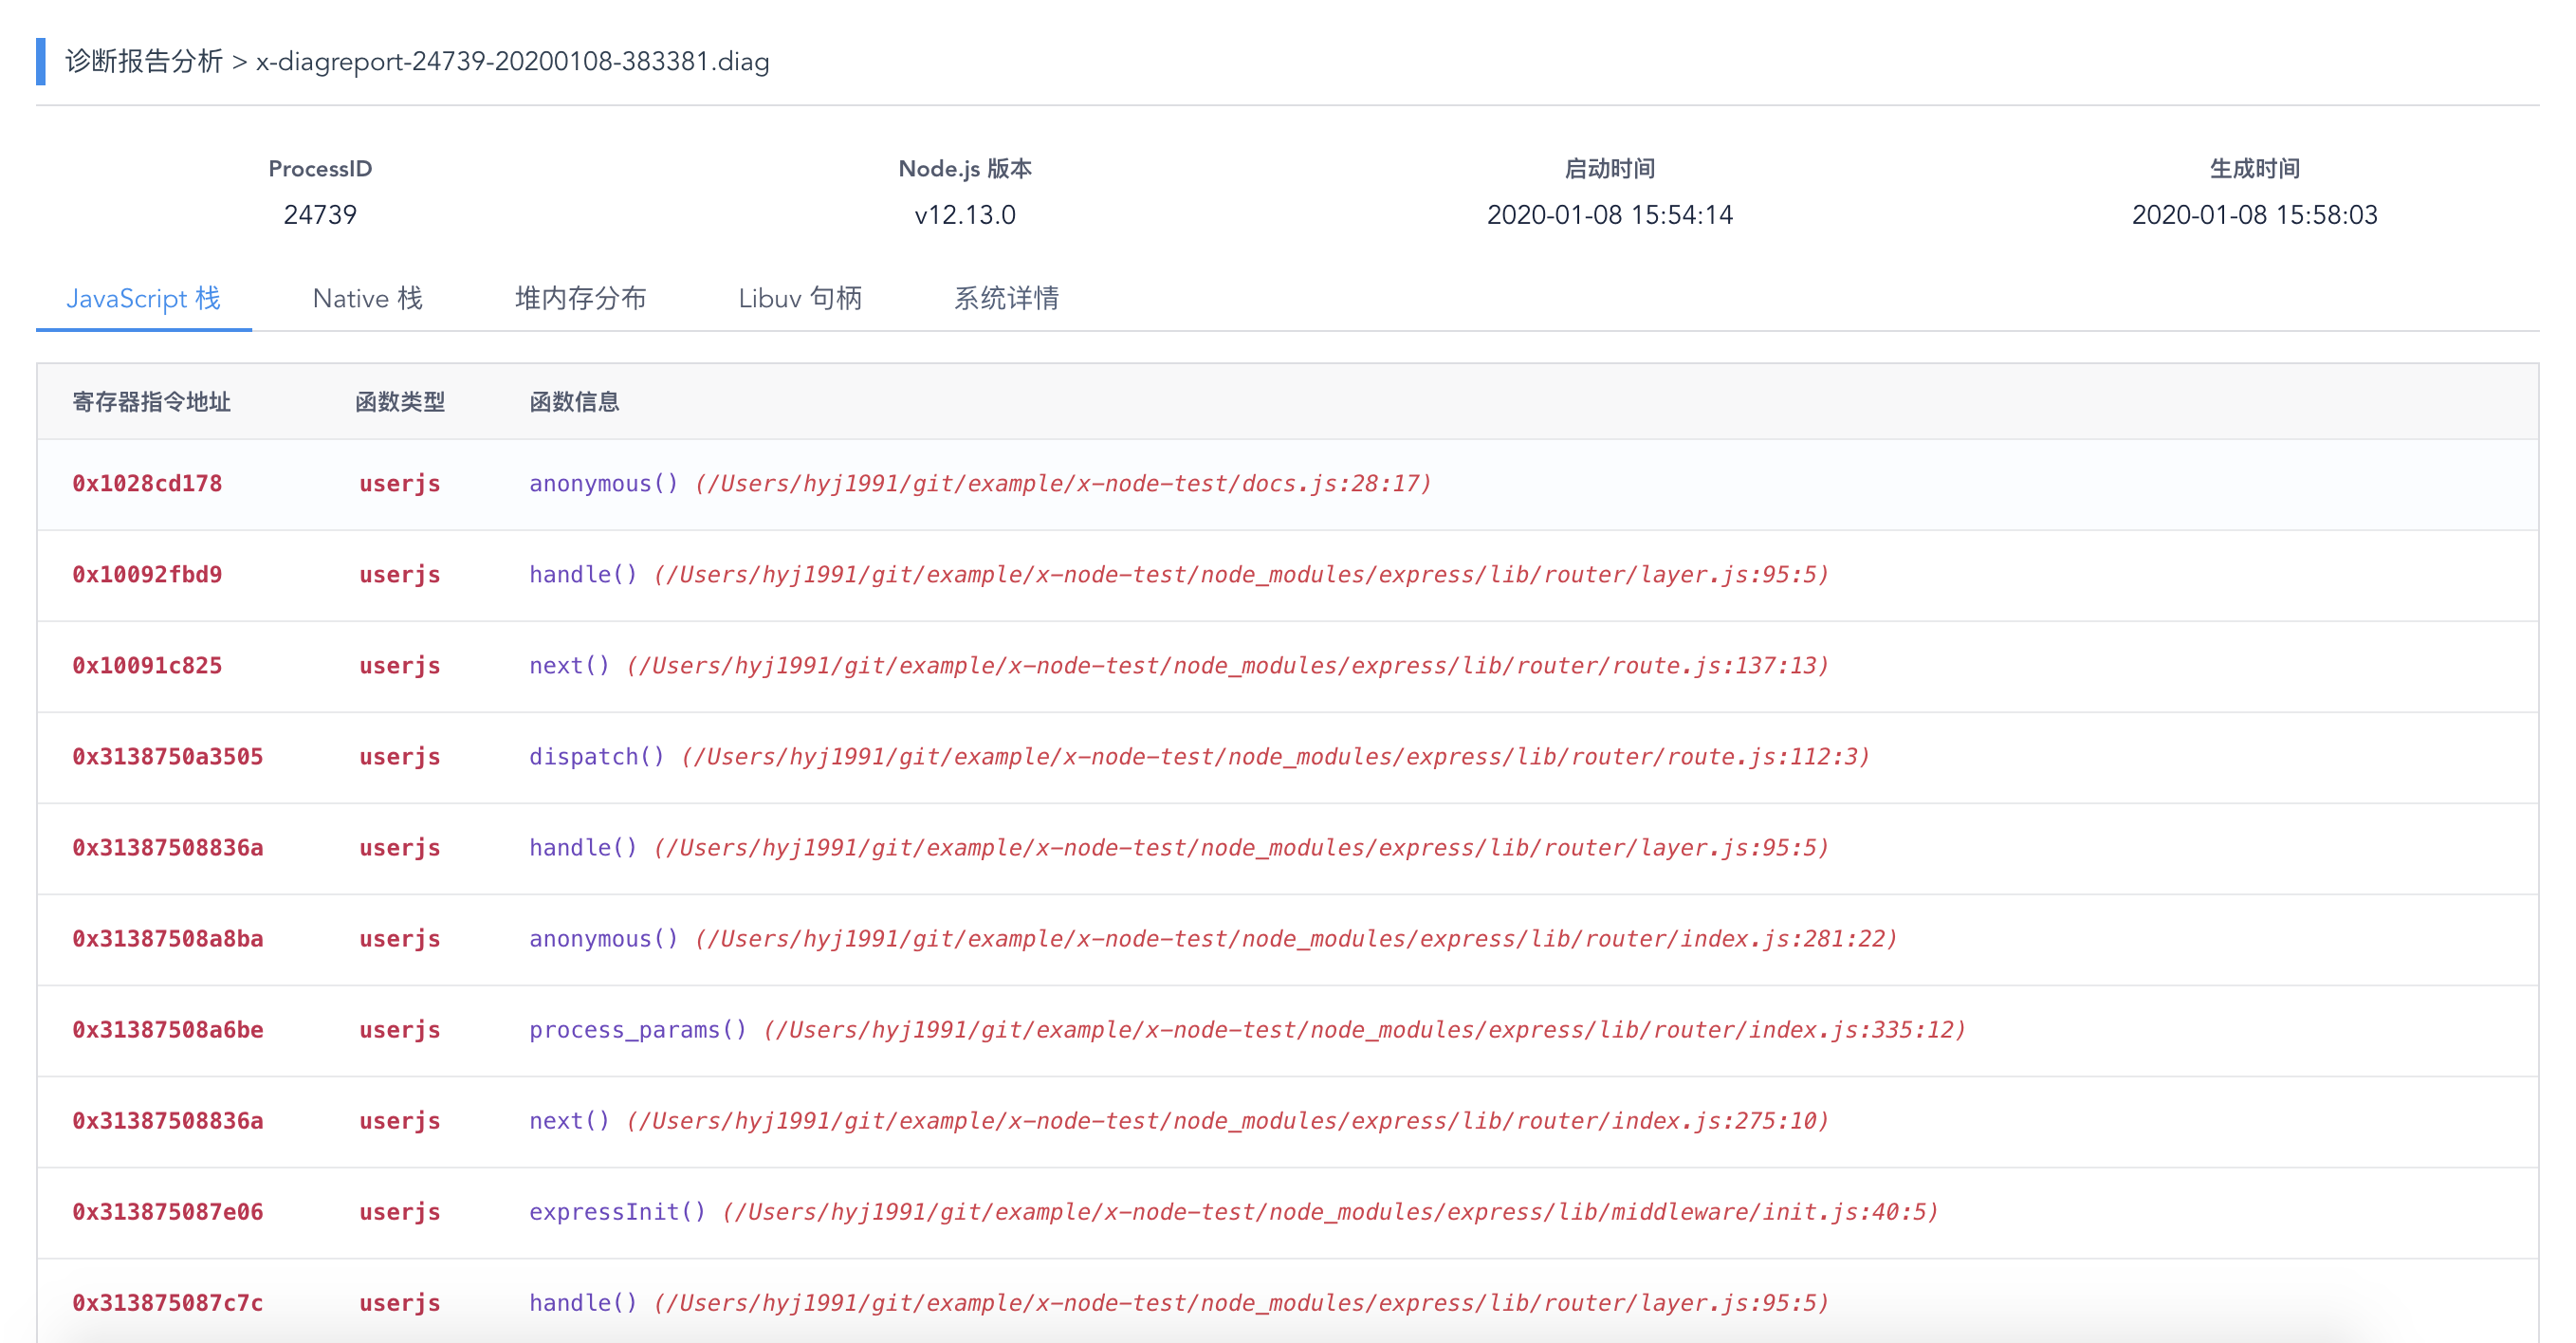 诊断报告分析 > x-diagreport-24739-20200108-383381.diag
ProcessID Node.js 版本 启动时间 生成时间
24739 v12.13.0 2020-01-08 15:54:14 2020-01-08 15:58:03
JavaScript 栈 Native 栈 堆内存分布 Libuv 句柄 系统详情
寄存器指令地址 函数类型 函数信息
0x1028cd178 userjs anonymous() (/Users/hyj1991/git/example/x-node-test/docs.js:28:17)
0x10092fbd9 userjs handle() (/Users/hyj1991/git/example/x-node-test/node_modules/express/lib/router/layer.js:95:5)
0x10091c825 userjs next() (/Users/hyj1991/git/example/x-node-test/node_modules/express/lib/router/route.js:137:13)
0x3138750a3505 userjs dispatch() (/Users/hyj1991/git/example/x-node-test/node_modules/express/lib/router/route.js:112:3)
0x31387508836a userjs handle() (/Users/hyj1991/git/example/x-node-test/node_modules/express/lib/router/layer.js:95:5)
0x31387508a8ba userjs anonymous() (/Users/hyj1991/git/example/x-node-test/node_modules/express/lib/router/index.js:281:22)
0x31387508a6be userjs process_params() (/Users/hyj1991/git/example/x-node-test/node_modules/express/lib/router/index.js:335:12)
0x31387508836a userjs next() (/Users/hyj1991/git/example/x-node-test/node_modules/express/lib/router/index.js:275:10)
0x313875087e06 userjs expressInit() (/Users/hyj1991/git/example/x-node-test/node_modules/express/lib/middleware/init.js:40:5)
0x313875087c7c userjs handle() (/Users/hyj1991/git/example/x-node-test/node_modules/express/lib/router/layer.js:95:5)